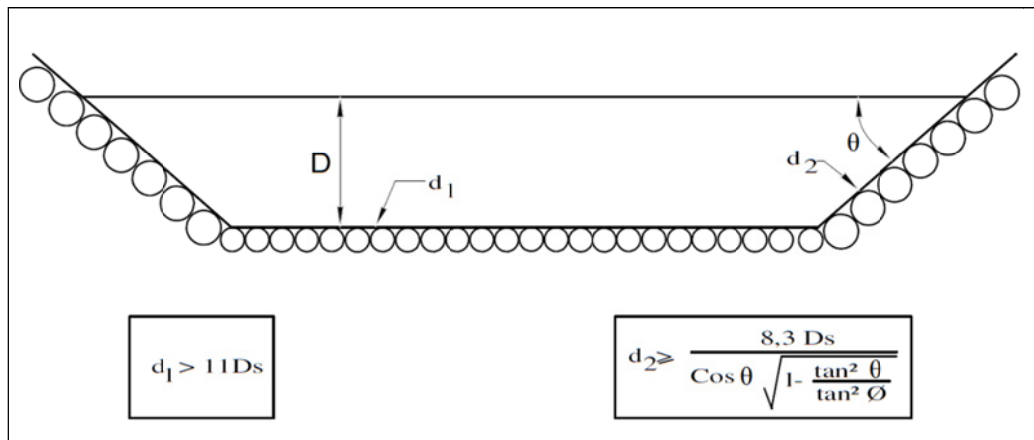 D
d₁
θ
d₂
d₁ > 11Ds
d₂ ≥ 8,3 Ds / Cos θ √(1- tan² θ / tan² Ø)